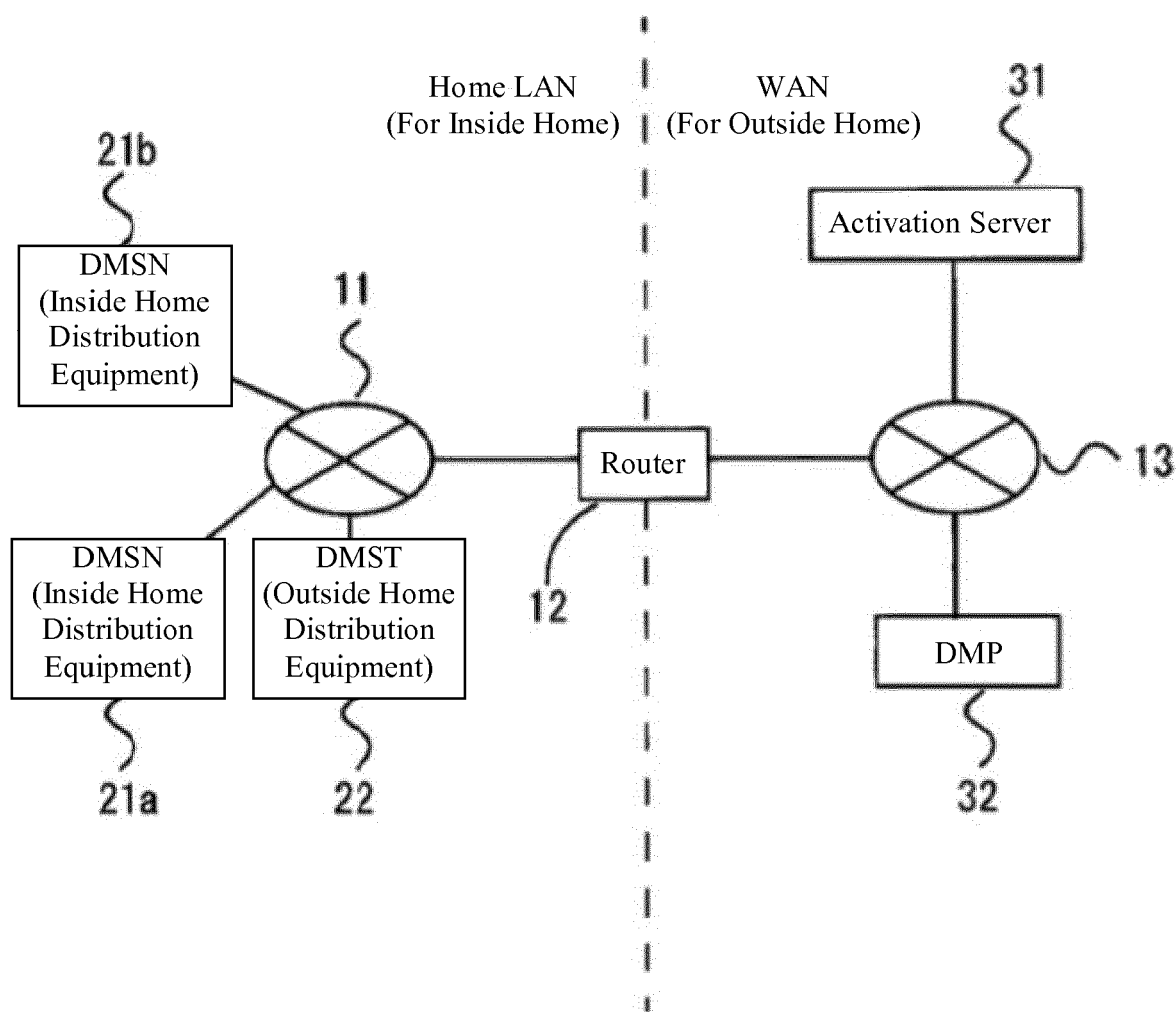 Home LAN
(For Inside Home)
WAN
(For Outside Home)
31
21b
Activation Server
DMSN
(Inside Home
Distribution
Equipment)
11
Router
13
12
DMSN
(Inside Home
Distribution
Equipment)
DMST
(Outside Home
Distribution
Equipment)
DMP
21a
22
32